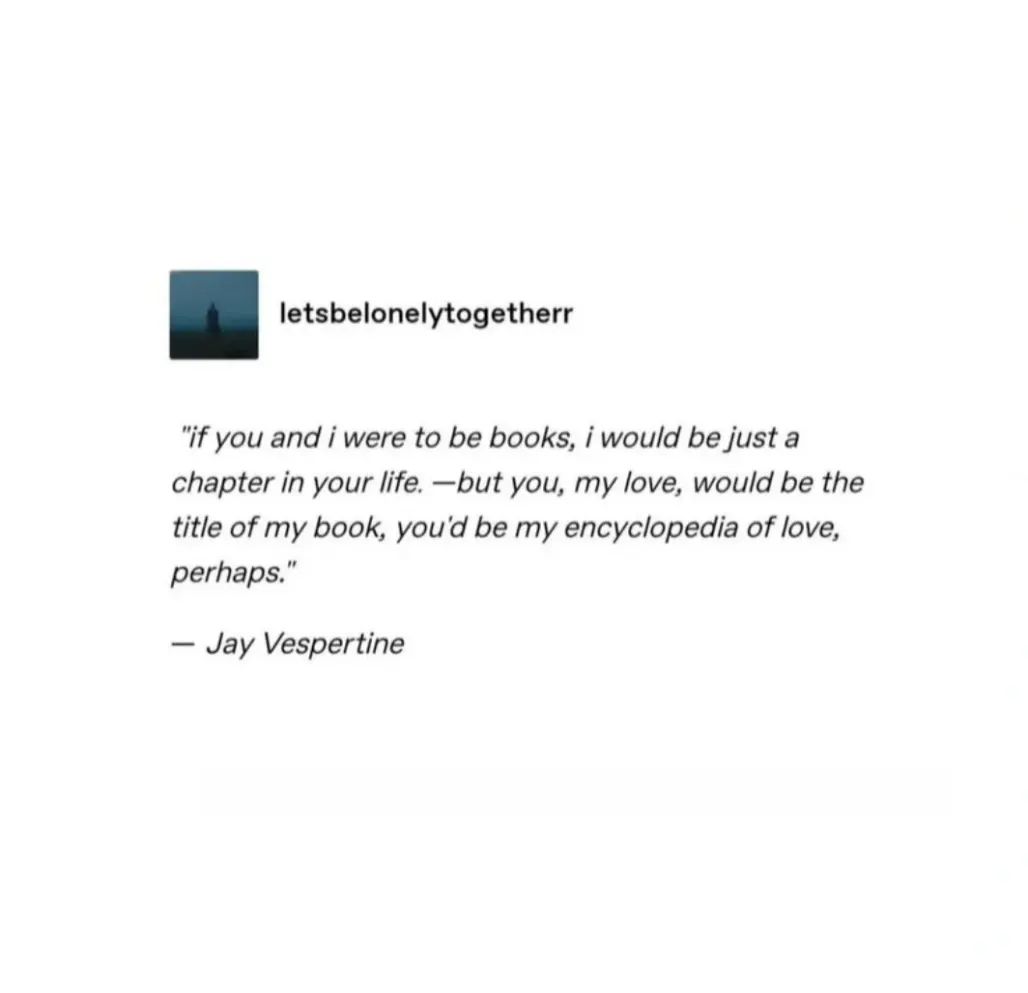 letsbelonelytogetherr
"if you and i were to be books, i would be just a
chapter in your life. —but you, my love, would be the
title of my book, you'd be my encyclopedia of love,
perhaps."
— Jay Vespertine